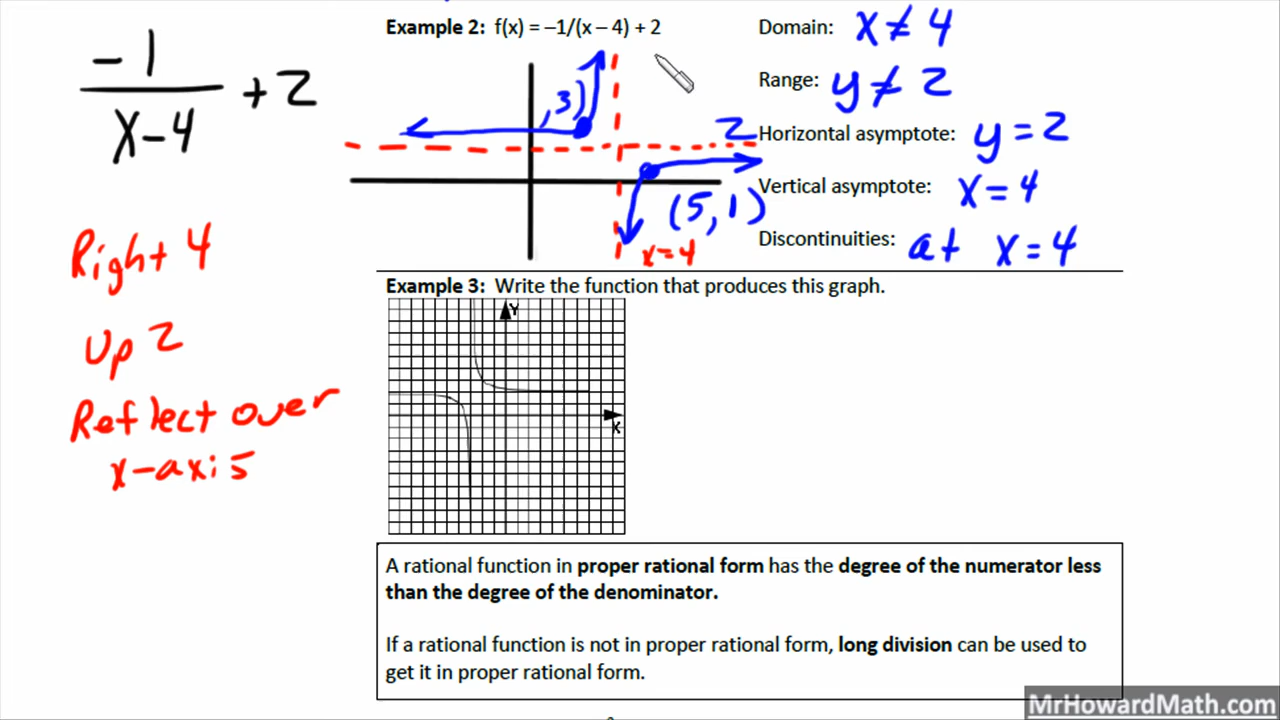 -1
x-4
+2
Right 4
Up 2
Reflect over
x-axis
Example 2: f(x) = –1/(x – 4) + 2
, 3)
2
(5, 1)
x=4
Domain: x ≠ 4
Range: y ≠ 2
Horizontal asymptote: y = 2
Vertical asymptote: x = 4
Discontinuities: at x = 4
Example 3: Write the function that produces this graph.
Y
X
A rational function in proper rational form has the degree of the numerator less
than the degree of the denominator.
If a rational function is not in proper rational form, long division can be used to
get it in proper rational form.
MrHowardMath.com